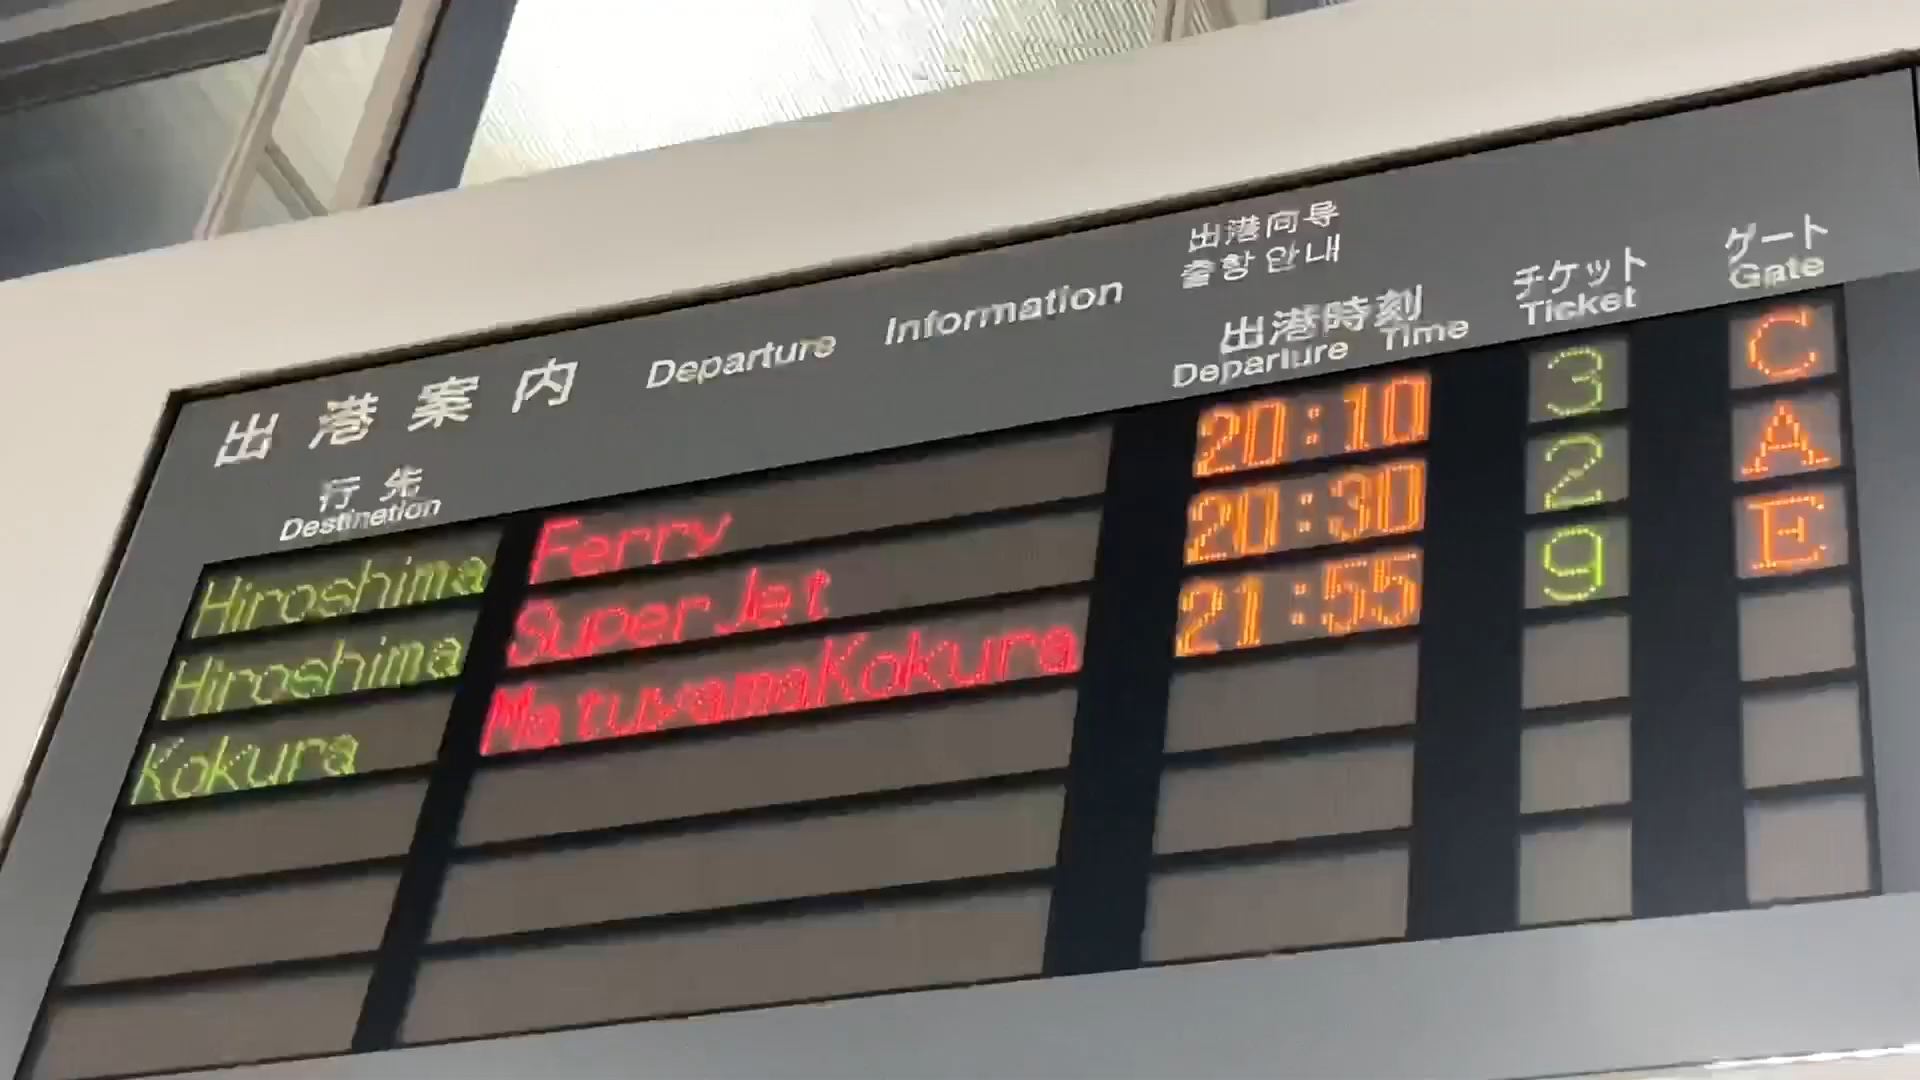 出港案内 Departure Information 出港向导
출항 안내
行先 出港時刻 チケット ゲート
Destination Departure Time Ticket Gate
Hiroshima Ferry 20:10 3 C
Hiroshima SuperJet 20:30 2 A
Kokura MatuyamaKokura 21:55 9 E